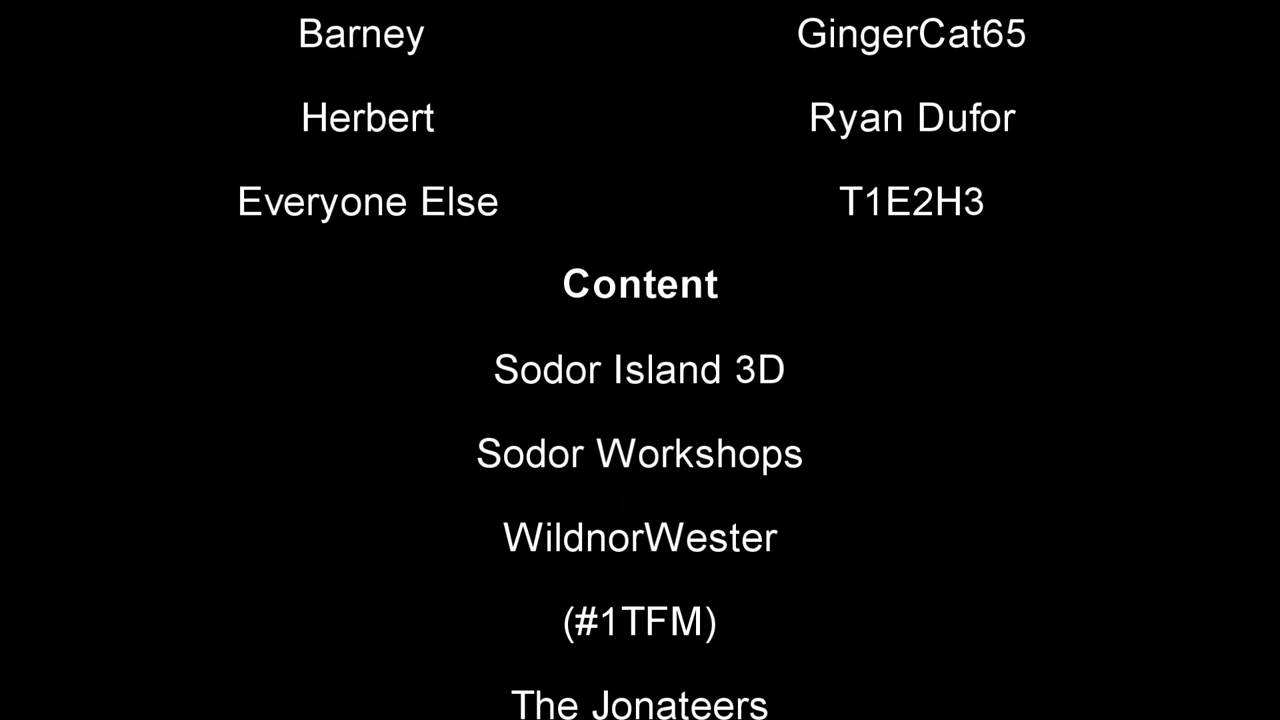 Barney GingerCat65
Herbert Ryan Dufor
Everyone Else T1E2H3
Content
Sodor Island 3D
Sodor Workshops
WildnorWester
(#1TFM)
The Jonateers